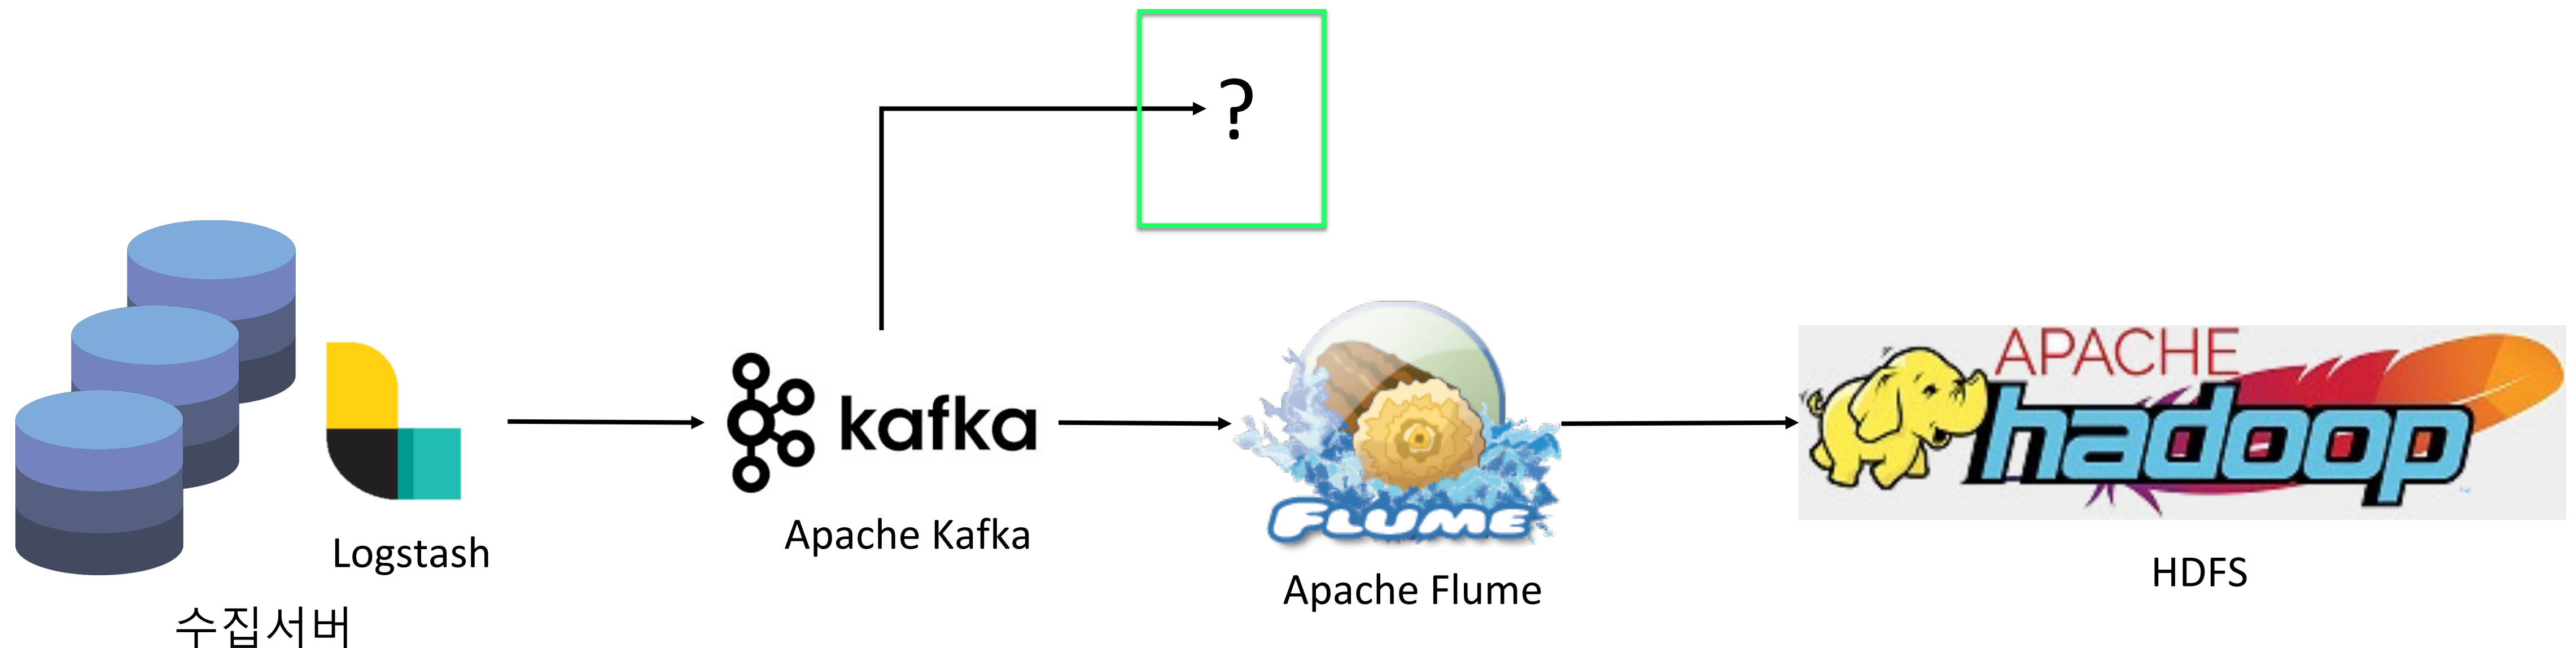 ?
kafka
FLUME
APACHE
hadoop
Logstash
Apache Kafka
Apache Flume
HDFS
수집서버